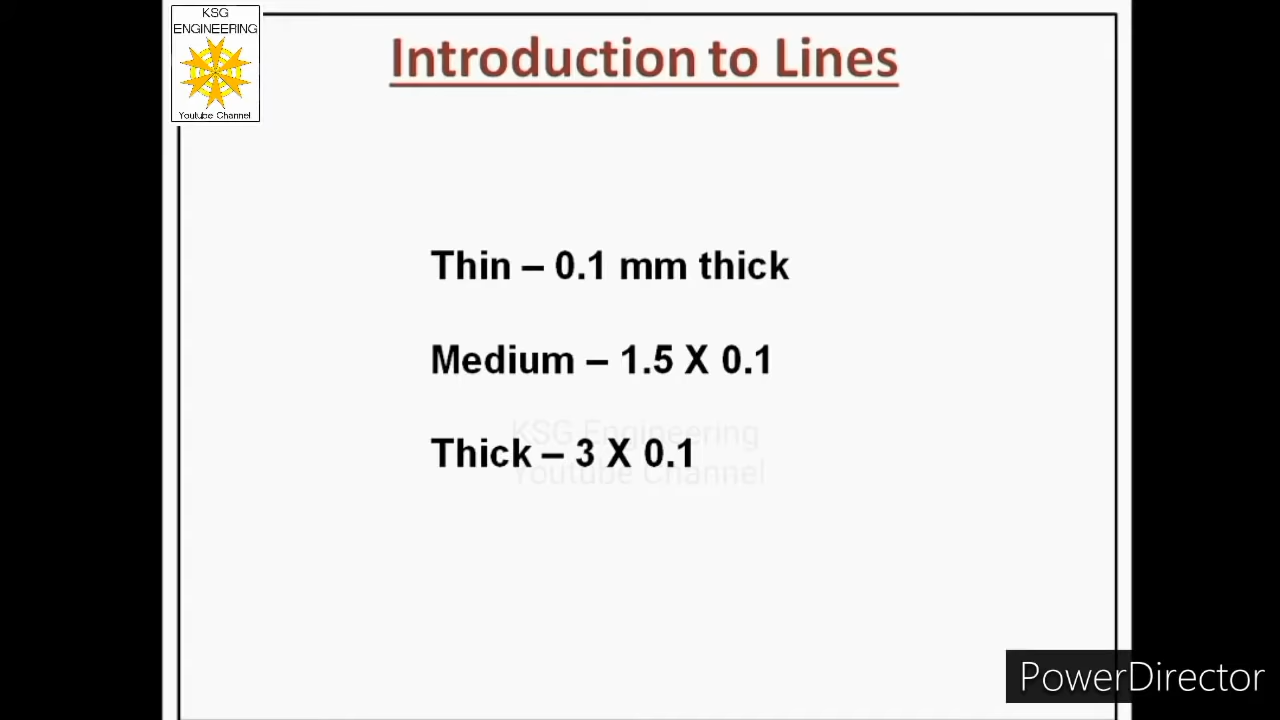 KSG
ENGINEERING
Youtube Channel
Introduction to Lines
Thin – 0.1 mm thick
Medium – 1.5 X 0.1
Thick – 3 X 0.1
KSG Engineering
Youtube Channel
PowerDirector